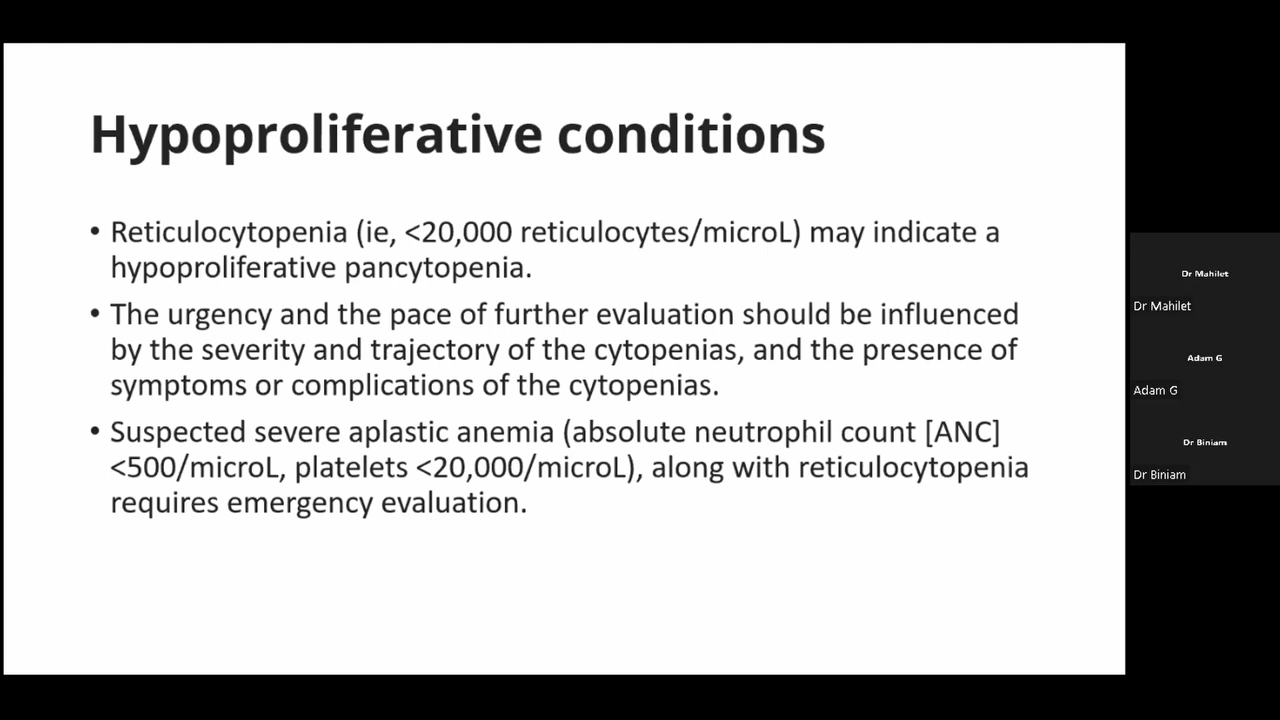 Hypoproliferative conditions
• Reticulocytopenia (ie, <20,000 reticulocytes/microL) may indicate a
hypoproliferative pancytopenia.
• The urgency and the pace of further evaluation should be influenced
by the severity and trajectory of the cytopenias, and the presence of
symptoms or complications of the cytopenias.
• Suspected severe aplastic anemia (absolute neutrophil count [ANC]
<500/microL, platelets <20,000/microL), along with reticulocytopenia
requires emergency evaluation.
Dr Mahilet
Dr Mahilet
Adam G
Adam G
Dr Biniam
Dr Biniam